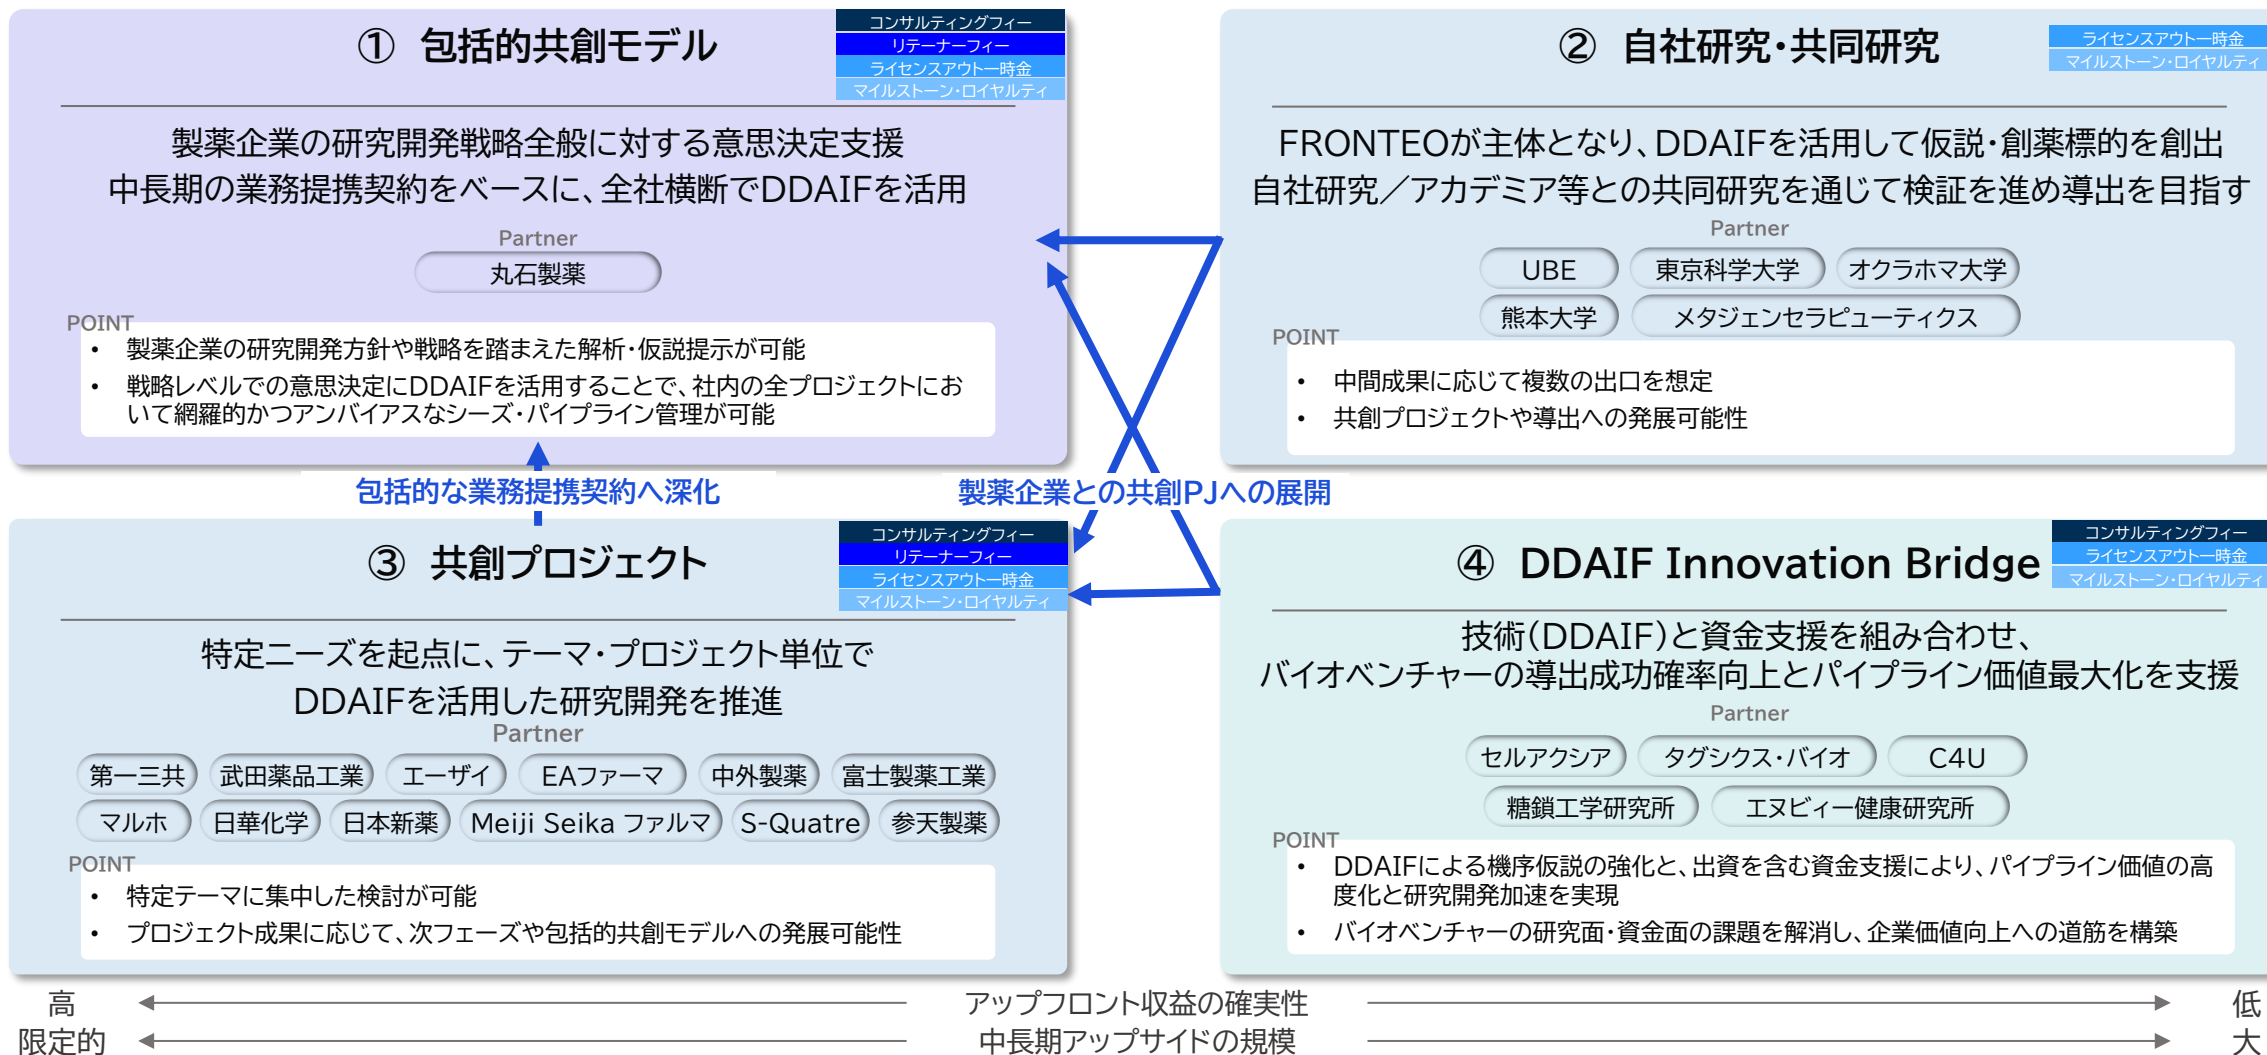 ① 包括的共創モデル
コンサルティングフィー
リテーナーフィー
ライセンスアウト一時金
マイルストーン・ロイヤルティ
製薬企業の研究開発戦略全般に対する意思決定支援
中長期の業務提携契約をベースに、全社横断でDDAIFを活用
Partner
丸石製薬
POINT
• 製薬企業の研究開発方針や戦略を踏まえた解析・仮説提示が可能
• 戦略レベルでの意思決定にDDAIFを活用することで、社内の全プロジェクトにお
いて網羅的かつアンバイアスなシーズ・パイプライン管理が可能
② 自社研究・共同研究
ライセンスアウト一時金
マイルストーン・ロイヤルティ
FRONTEOが主体となり、DDAIFを活用して仮説・創薬標的を創出
自社研究／アカデミア等との共同研究を通じて検証を進め導出を目指す
Partner
UBE 東京科学大学 オクラホマ大学
熊本大学 メタジェンセラピューティクス
POINT
• 中間成果に応じて複数の出口を想定
• 共創プロジェクトや導出への発展可能性
包括的な業務提携契約へ深化
製薬企業との共創PJへの展開
③ 共創プロジェクト
コンサルティングフィー
リテーナーフィー
ライセンスアウト一時金
マイルストーン・ロイヤルティ
特定ニーズを起点に、テーマ・プロジェクト単位で
DDAIFを活用した研究開発を推進
Partner
第一三共 武田薬品工業 エーザイ EAファーマ 中外製薬 富士製薬工業
マルホ 日華化学 日本新薬 Meiji Seika ファルマ S-Quatre 参天製薬
POINT
• 特定テーマに集中した検討が可能
• プロジェクト成果に応じて、次フェーズや包括的共創モデルへの発展可能性
④ DDAIF Innovation Bridge
コンサルティングフィー
ライセンスアウト一時金
マイルストーン・ロイヤルティ
技術（DDAIF）と資金支援を組み合わせ、
バイオベンチャーの導出成功確率向上とパイプライン価値最大化を支援
Partner
セルアクシア タグシクス・バイオ C4U
糖鎖工学研究所 エヌビィー健康研究所
POINT
• DDAIFによる機序仮説の強化と、出資を含む資金支援により、パイプライン価値の高
度化と研究開発加速を実現
• バイオベンチャーの研究面・資金面の課題を解消し、企業価値向上への道筋を構築
高 アップフロント収益の確実性 低
限定的 中長期アップサイドの規模 大